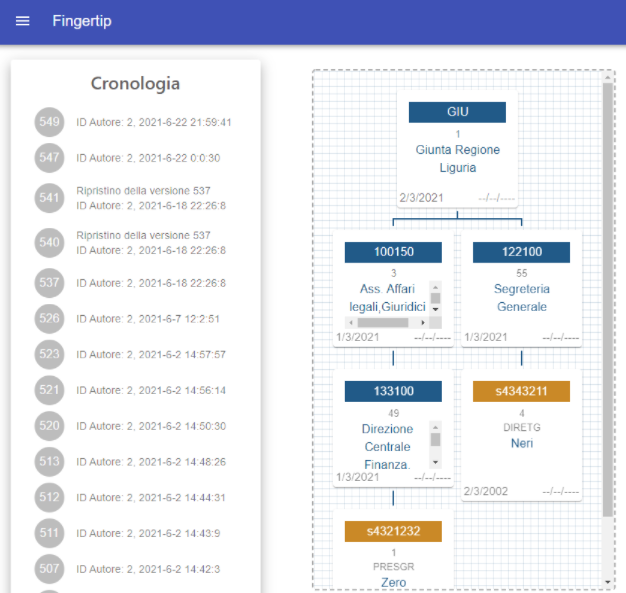 Fingertip
Cronologia
549
ID Autore: 2, 2021-6-22 21:59:41
547
ID Autore: 2, 2021-6-22 0:0:30
541
Ripristino della versione 537
ID Autore: 2, 2021-6-18 22:26:8
540
Ripristino della versione 537
ID Autore: 2, 2021-6-18 22:26:8
537
ID Autore: 2, 2021-6-18 22:26:8
526
ID Autore: 2, 2021-6-7 12:2:51
523
ID Autore: 2, 2021-6-2 14:57:57
521
ID Autore: 2, 2021-6-2 14:56:14
520
ID Autore: 2, 2021-6-2 14:50:30
513
ID Autore: 2, 2021-6-2 14:48:26
512
ID Autore: 2, 2021-6-2 14:44:31
511
ID Autore: 2, 2021-6-2 14:43:9
507
ID Autore: 2, 2021-6-2 14:42:3
GIU
1
Giunta Regione
Liguria
2/3/2021 --/--/----
100150
3
Ass. Affari
legali,Giuridici
1/3/2021 --/--/----
122100
55
Segreteria
Generale
1/3/2021 --/--/----
133100
49
Direzione
Centrale
Finanza.
1/3/2021 --/--/----
s4343211
4
DIRETG
Neri
2/3/2002 --/--/----
s4321232
1
PRESGR
Zero